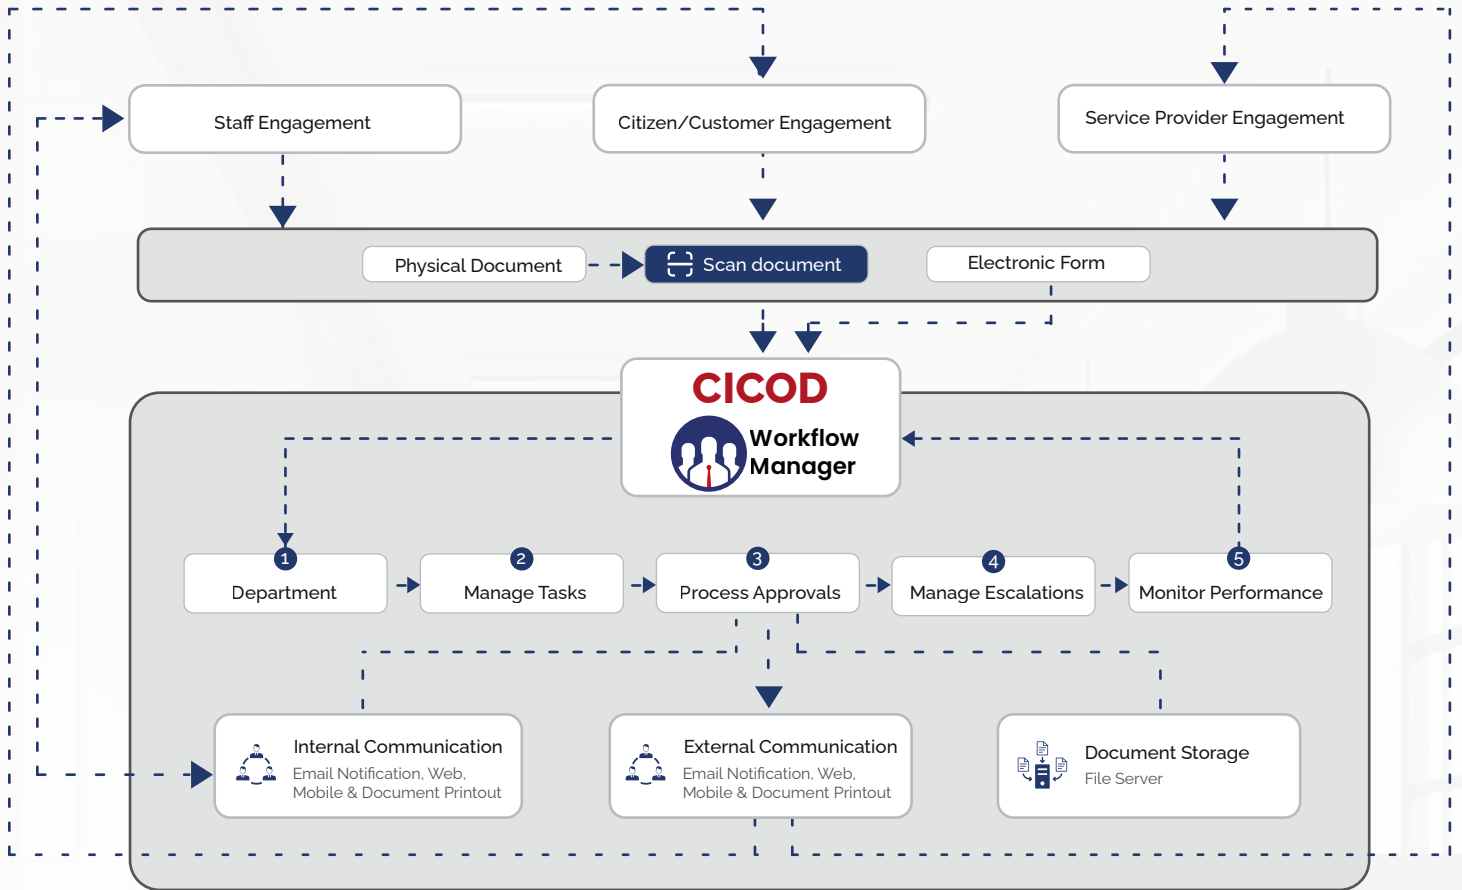 Staff Engagement
Citizen/Customer Engagement
Service Provider Engagement
Physical Document
Scan document
Electronic Form
CICOD
Workflow
Manager
1
Department
2
Manage Tasks
3
Process Approvals
4
Manage Escalations
5
Monitor Performance
Internal Communication
Email Notification, Web,
Mobile & Document Printout
External Communication
Email Notification, Web,
Mobile & Document Printout
Document Storage
File Server